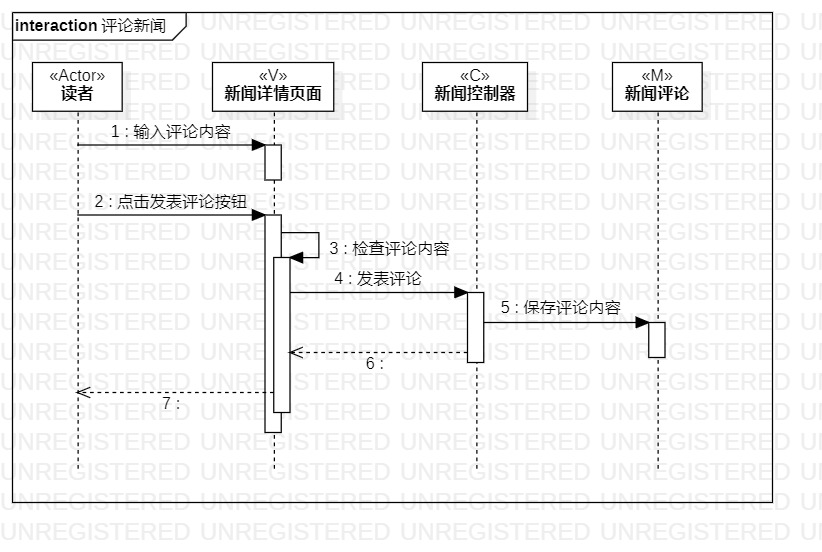 interaction 评论新闻
«Actor»
读者
«V»
新闻详情页面
«C»
新闻控制器
«M»
新闻评论
1 : 输入评论内容
2 : 点击发表评论按钮
3 : 检查评论内容
4 : 发表评论
5 : 保存评论内容
6 :
7 :
UNREGISTERED